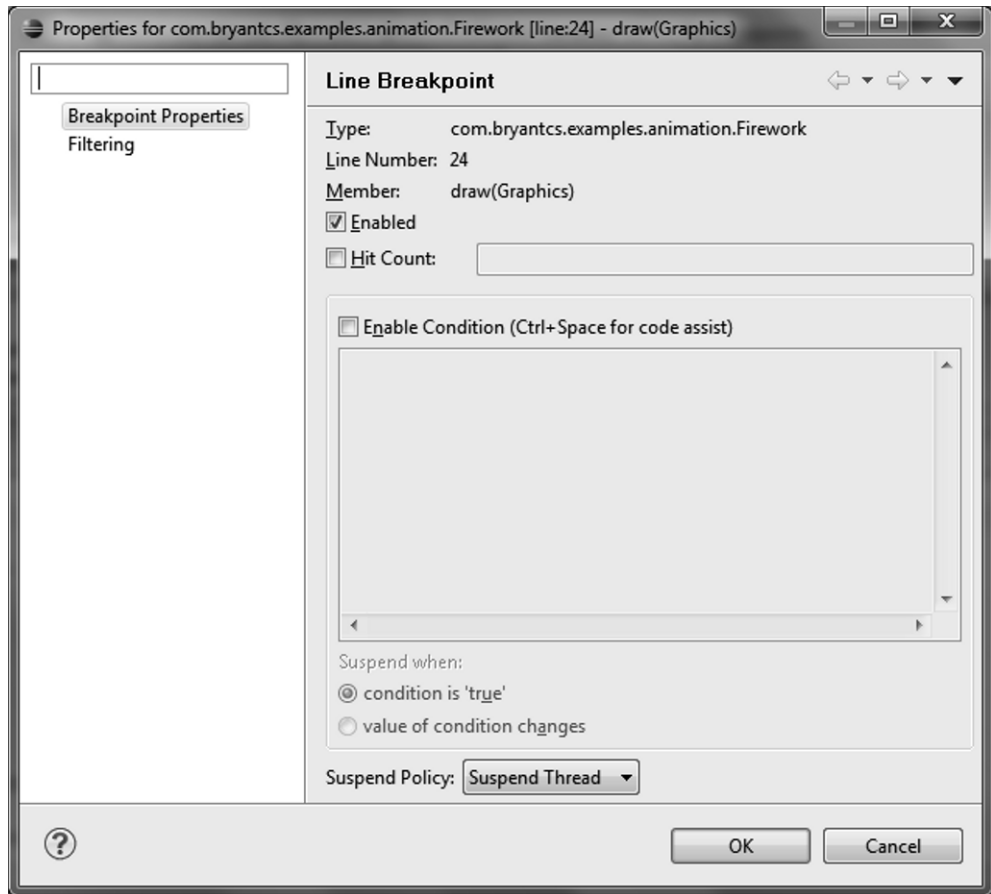 Properties for com.bryantcs.examples.animation.Firework [line:24] - draw(Graphics)
Breakpoint Properties
Filtering
Line Breakpoint
Type: com.bryantcs.examples.animation.Firework
Line Number: 24
Member: draw(Graphics)
Enabled
Hit Count:
Enable Condition (Ctrl+Space for code assist)
Suspend when:
condition is 'true'
value of condition changes
Suspend Policy: Suspend Thread
? OK Cancel